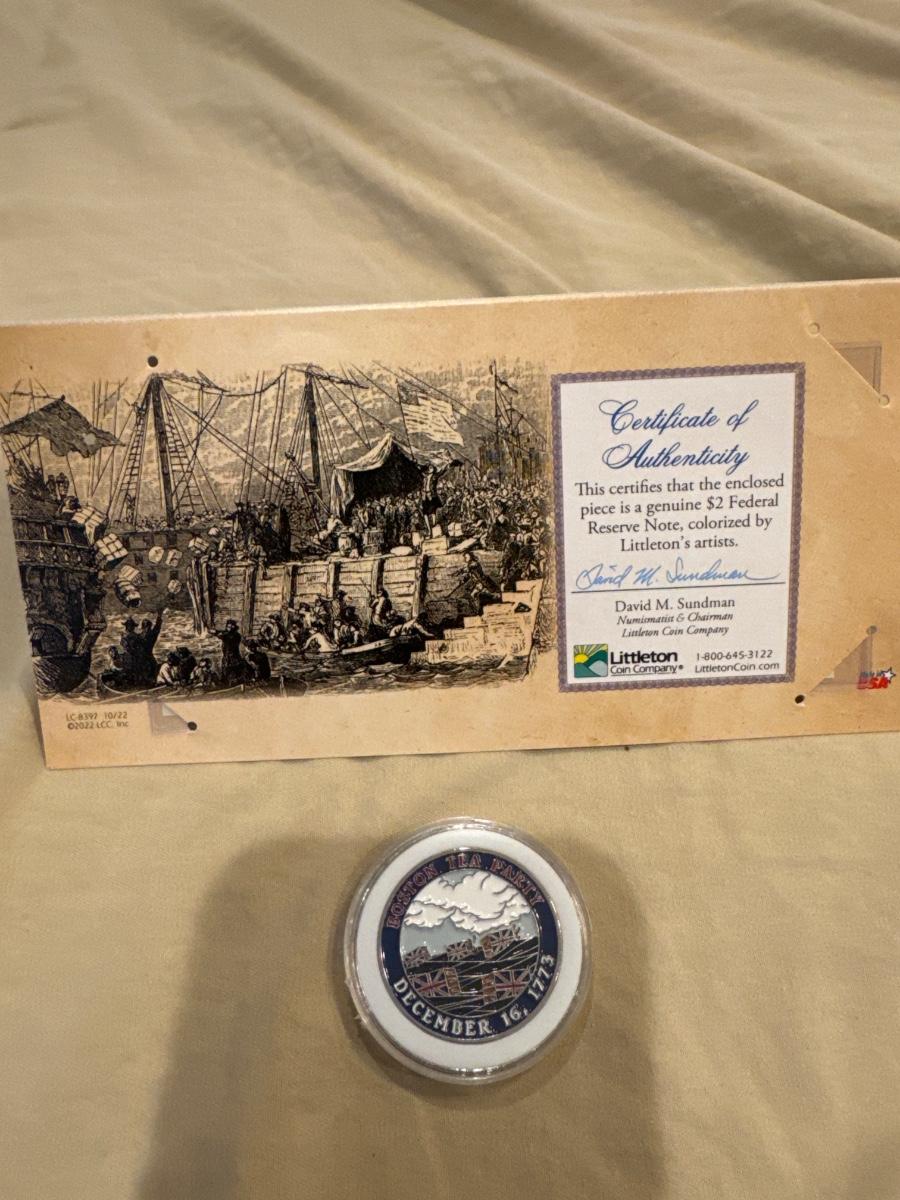 Certificate of
Authenticity
This certifies that the enclosed
piece is a genuine $2 Federal
Reserve Note, colorized by
Littleton's artists.
David M. Sundman
David M. Sundman
Numismatist & Chairman
Littleton Coin Company
Littleton
Coin Company®
1-800-645-3122
LittletonCoin.com
LC-8397 10/22
©2022 LCC, Inc
USA
BOSTON TEA PARTY
DECEMBER 16, 1773